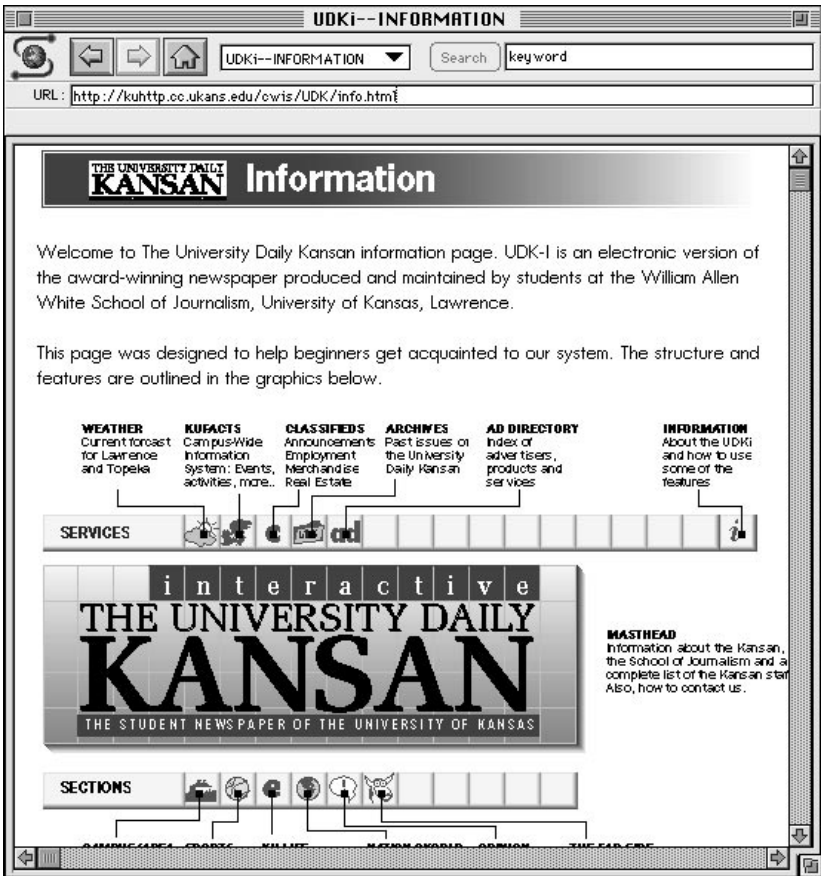 UDKi--INFORMATION
UDKi--INFORMATION
Search
keyword
URL: http://kuhttp.cc.ukans.edu/cwis/UDK/info.html
THE UNIVERSITY DAILY
KANSAN
Information
Welcome to The University Daily Kansan information page. UDK-I is an electronic version of
the award-winning newspaper produced and maintained by students at the William Allen
White School of Journalism, University of Kansas, Lawrence.
This page was designed to help beginners get acquainted to our system. The structure and
features are outlined in the graphics below.
WEATHER
Current forcast
for Lawrence
and Topeka
KUFACTS
Campus-Wide
Information
System: Events,
activities, more..
CLASSIFIEDS
Announcements
Employment
Merchandise
Real Estate
ARCHIVES
Past issues of
the University
Daily Kansan
AD DIRECTORY
Index of
advertisers,
products and
services
INFORMATION
About the UDKi
and how to use
some of the
features
SERVICES
c
ad
i
interactive
THE UNIVERSITY DAILY
KANSAN
THE STUDENT NEWSPAPER OF THE UNIVERSITY OF KANSAS
MASTHEAD
Information about the Kansan,
the School of Journalism and a
complete list of the Kansan staf
Also, how to contact us.
SECTIONS
SPORTS
KU LIFE
OPINION
THE FAR SIDE